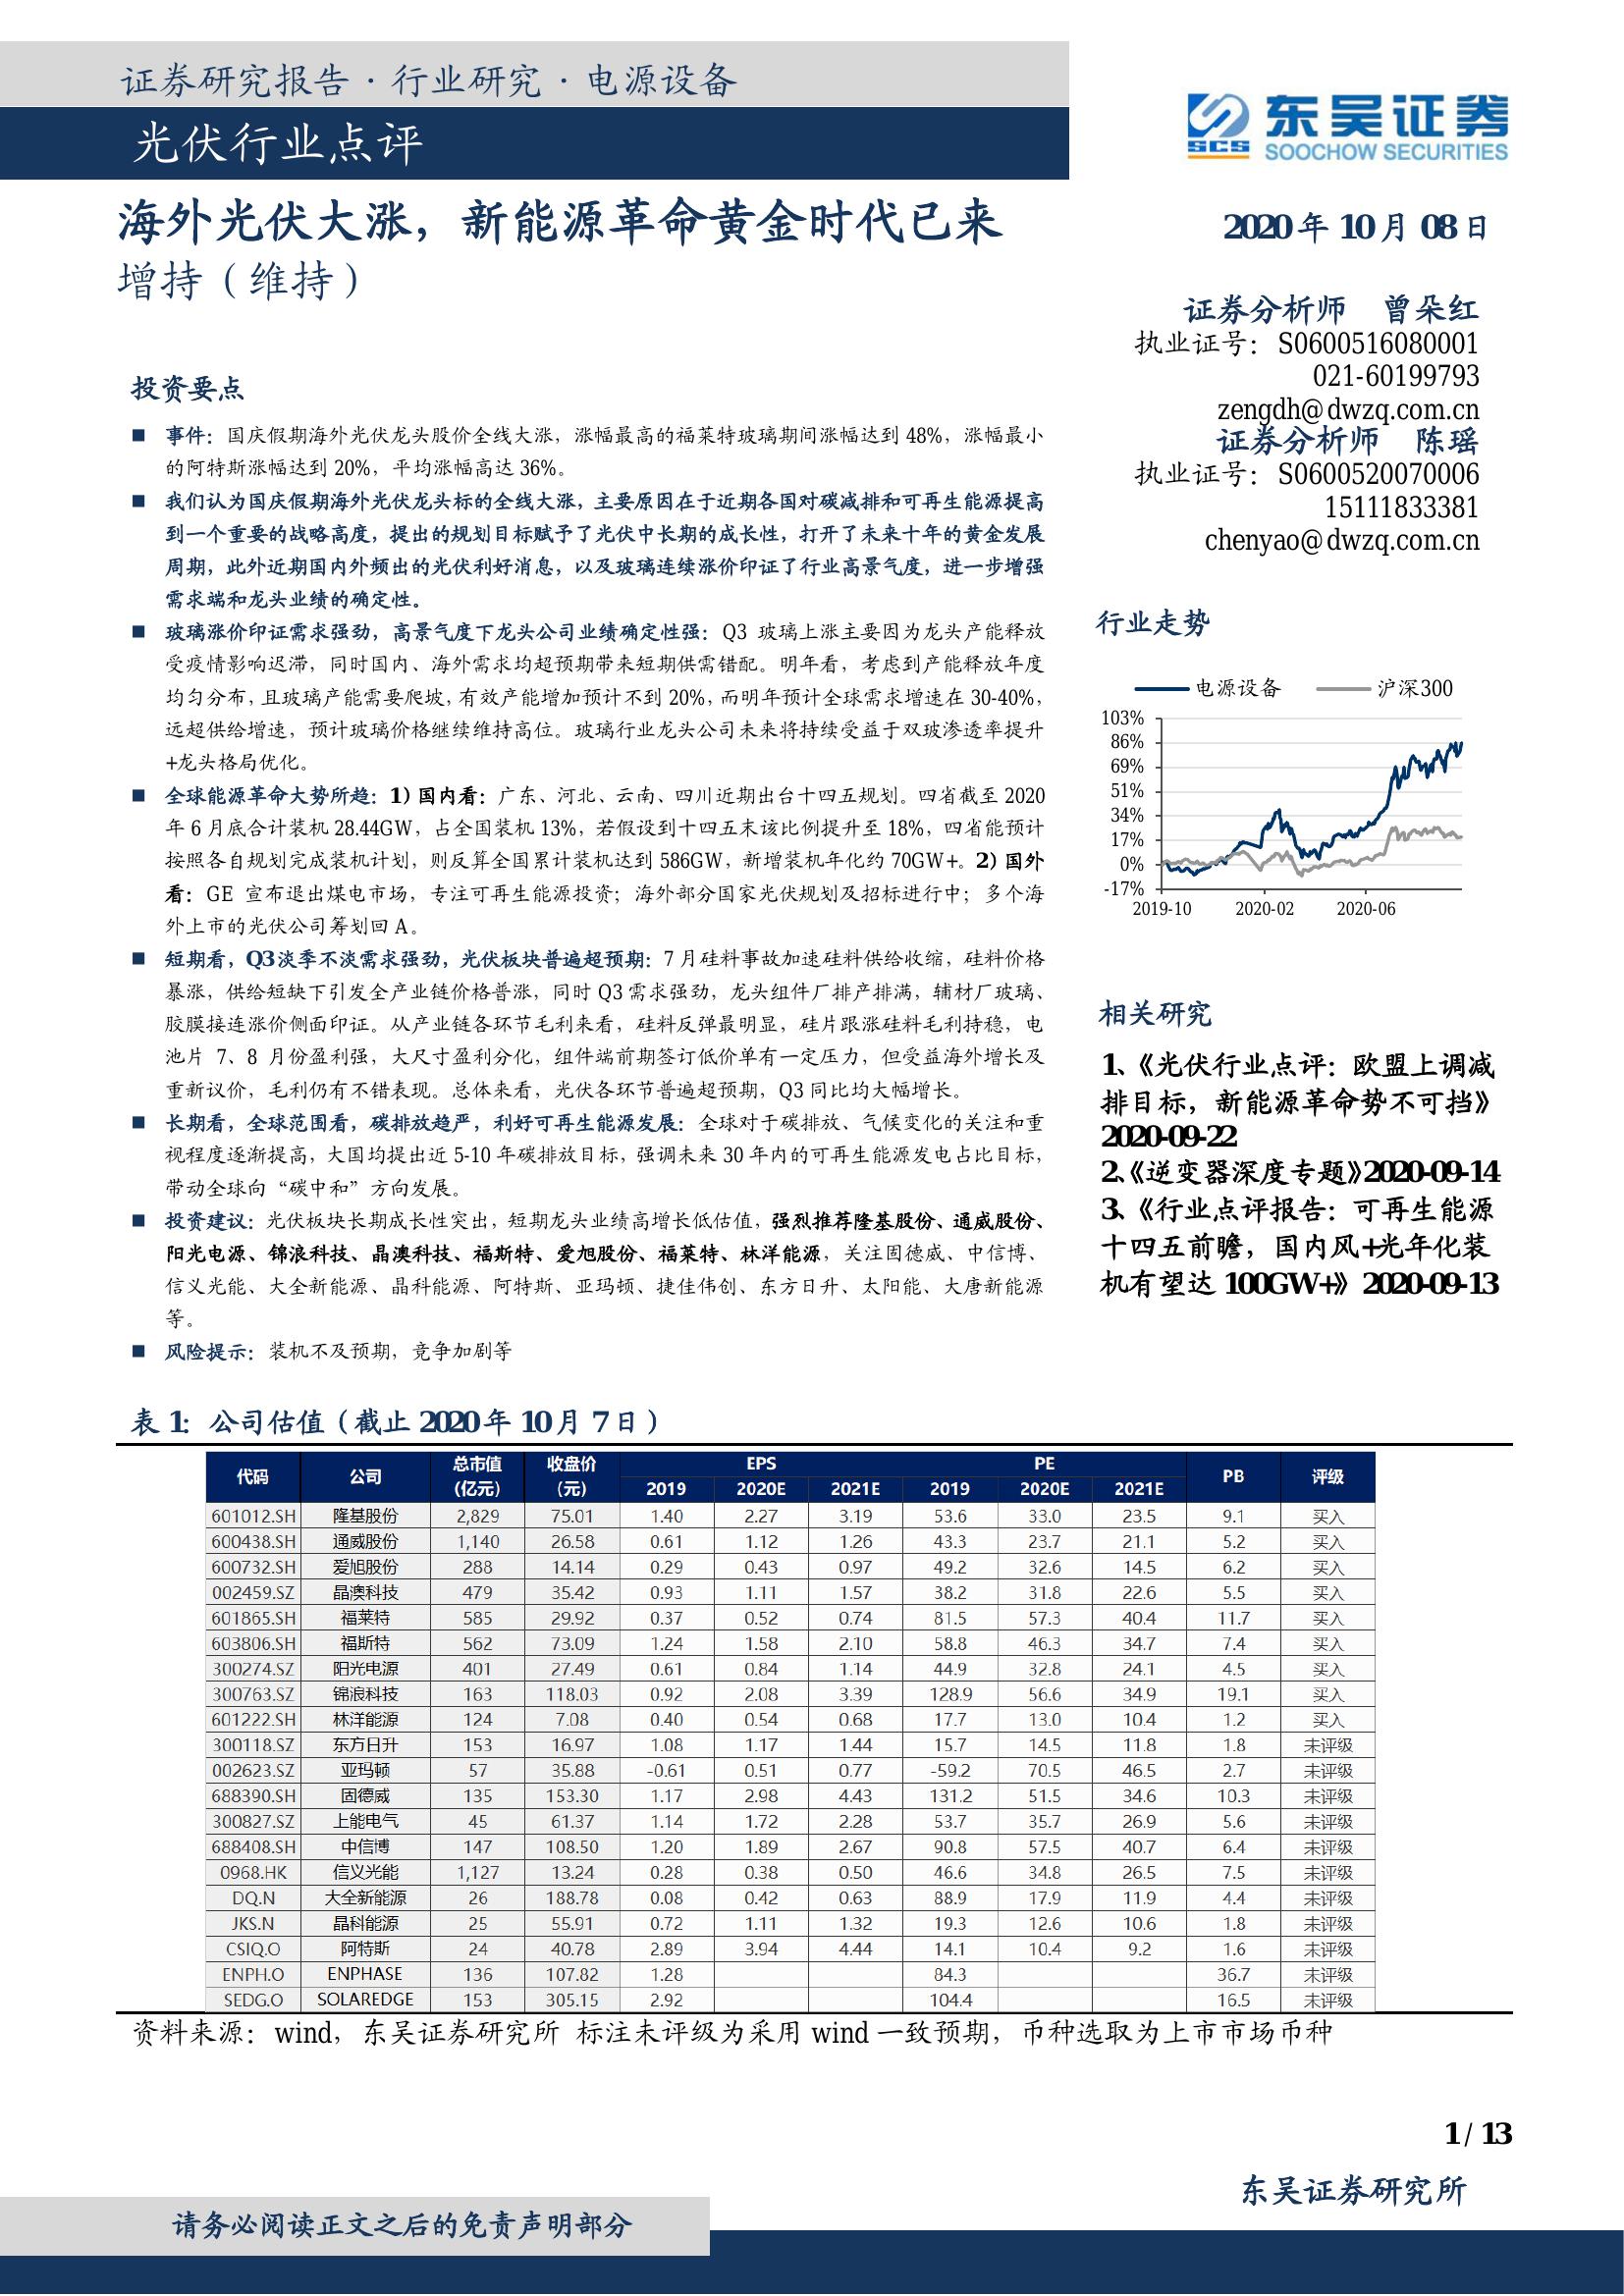 证券研究报告·行业研究·电源设备
光伏行业点评
东吴证券
SCS
SOOCHOW SECURITIES
海外光伏大涨，新能源革命黄金时代已来
增持（维持）
2020年10月08日
证券分析师 曾朵红
执业证号：S0600516080001
021-60199793
zengdh@dwzq.com.cn
证券分析师 陈瑶
执业证号：S0600520070006
15111833381
chenyao@dwzq.com.cn
投资要点
■ 事件：国庆假期海外光伏龙头股价全线大涨，涨幅最高的福莱特玻璃期间涨幅达到48%，涨幅最小
的阿特斯涨幅达到20%，平均涨幅高达36%。
■ 我们认为国庆假期海外光伏龙头标的全线大涨，主要原因在于近期各国对碳减排和可再生能源提高
到一个重要的战略高度，提出的规划目标赋予了光伏中长期的成长性，打开了未来十年的黄金发展
周期，此外近期国内外频出的光伏利好消息，以及玻璃连续涨价印证了行业高景气度，进一步增强
需求端和龙头业绩的确定性。
■ 玻璃涨价印证需求强劲，高景气度下龙头公司业绩确定性强：Q3 玻璃上涨主要因为龙头产能释放
受疫情影响迟滞，同时国内、海外需求均超预期带来短期供需错配。明年看，考虑到产能释放年度
均匀分布，且玻璃产能需要爬坡，有效产能增加预计不到20%，而明年预计全球需求增速在30-40%，
远超供给增速，预计玻璃价格继续维持高位。玻璃行业龙头公司未来将持续受益于双玻渗透率提升
+龙头格局优化。
■ 全球能源革命大势所趋：1）国内看：广东、河北、云南、四川近期出台十四五规划。四省截至2020
年6月底合计装机28.44GW，占全国装机13%，若假设到十四五末该比例提升至18%，四省能预计
按照各自规划完成装机计划，则反算全国累计装机达到586GW，新增装机年化约70GW+。2）国外
看：GE 宣布退出煤电市场，专注可再生能源投资；海外部分国家光伏规划及招标进行中；多个海
外上市的光伏公司筹划回A。
■ 短期看，Q3淡季不淡需求强劲，光伏板块普遍超预期：7月硅料事故加速硅料供给收缩，硅料价格
暴涨，供给短缺下引发全产业链价格普涨，同时Q3需求强劲，龙头组件厂排产排满，辅材厂玻璃、
胶膜接连涨价侧面印证。从产业链各环节毛利来看，硅料反弹最明显，硅片跟涨硅料毛利持稳，电
池片 7、8 月份盈利强，大尺寸盈利分化，组件端前期签订低价单有一定压力，但受益海外增长及
重新议价，毛利仍有不错表现。总体来看，光伏各环节普遍超预期，Q3同比均大幅增长。
■ 长期看，全球范围看，碳排放趋严，利好可再生能源发展：全球对于碳排放、气候变化的关注和重
视程度逐渐提高，大国均提出近5-10年碳排放目标，强调未来30年内的可再生能源发电占比目标，
带动全球向“碳中和”方向发展。
■ 投资建议：光伏板块长期成长性突出，短期龙头业绩高增长低估值，强烈推荐隆基股份、通威股份、
阳光电源、锦浪科技、晶澳科技、福斯特、爱旭股份、福莱特、林洋能源，关注固德威、中信博、
信义光能、大全新能源、晶科能源、阿特斯、亚玛顿、捷佳伟创、东方日升、太阳能、大唐新能源
等。
■ 风险提示：装机不及预期，竞争加剧等
行业走势
电源设备 沪深300
103%
86%
69%
51%
34%
17%
0%
-17%
2019-10 2020-02 2020-06
相关研究
1、《光伏行业点评：欧盟上调减
排目标，新能源革命势不可挡》
2020-09-22
2、《逆变器深度专题》2020-09-14
3、《行业点评报告：可再生能源
十四五前瞻，国内风+光年化装
机有望达100GW+》2020-09-13
表1：公司估值（截止2020年10月7日）
代码 公司 总市值(亿元) 收盘价(元) EPS PE PB 评级
2019 2020E 2021E 2019 2020E 2021E
601012.SH 隆基股份 2,829 75.01 1.40 2.27 3.19 53.6 33.0 23.5 9.1 买入
600438.SH 通威股份 1,140 26.58 0.61 1.12 1.26 43.3 23.7 21.1 5.2 买入
600732.SH 爱旭股份 288 14.14 0.29 0.43 0.97 49.2 32.6 14.5 6.2 买入
002459.SZ 晶澳科技 479 35.42 0.93 1.11 1.57 38.2 31.8 22.6 5.5 买入
601865.SH 福莱特 585 29.92 0.37 0.52 0.74 81.5 57.3 40.4 11.7 买入
603806.SH 福斯特 562 73.09 1.24 1.58 2.10 58.8 46.3 34.7 7.4 买入
300274.SZ 阳光电源 401 27.49 0.61 0.84 1.14 44.9 32.8 24.1 4.5 买入
300763.SZ 锦浪科技 163 118.03 0.92 2.08 3.39 128.9 56.6 34.9 19.1 买入
601222.SH 林洋能源 124 7.08 0.40 0.54 0.68 17.7 13.0 10.4 1.2 买入
300118.SZ 东方日升 153 16.97 1.08 1.17 1.44 15.7 14.5 11.8 1.8 未评级
002623.SZ 亚玛顿 57 35.88 -0.61 0.51 0.77 -59.2 70.5 46.5 2.7 未评级
688390.SH 固德威 135 153.30 1.17 2.98 4.43 131.2 51.5 34.6 10.3 未评级
300827.SZ 上能电气 45 61.37 1.14 1.72 2.28 53.7 35.7 26.9 5.6 未评级
688408.SH 中信博 147 108.50 1.20 1.89 2.67 90.8 57.5 40.7 6.4 未评级
0968.HK 信义光能 1,127 13.24 0.28 0.38 0.50 46.6 34.8 26.5 7.5 未评级
DQ.N 大全新能源 26 188.78 0.08 0.42 0.63 88.9 17.9 11.9 4.4 未评级
JKS.N 晶科能源 25 55.91 0.72 1.11 1.32 19.3 12.6 10.6 1.8 未评级
CSIQ.O 阿特斯 24 40.78 2.89 3.94 4.44 14.1 10.4 9.2 1.6 未评级
ENPH.O ENPHASE 136 107.82 1.28 84.3 36.7 未评级
SEDG.O SOLAREDGE 153 305.15 2.92 104.4 16.5 未评级
资料来源：wind，东吴证券研究所 标注未评级为采用wind一致预期，币种选取为上市市场币种
1 / 13
东吴证券研究所
请务必阅读正文之后的免责声明部分